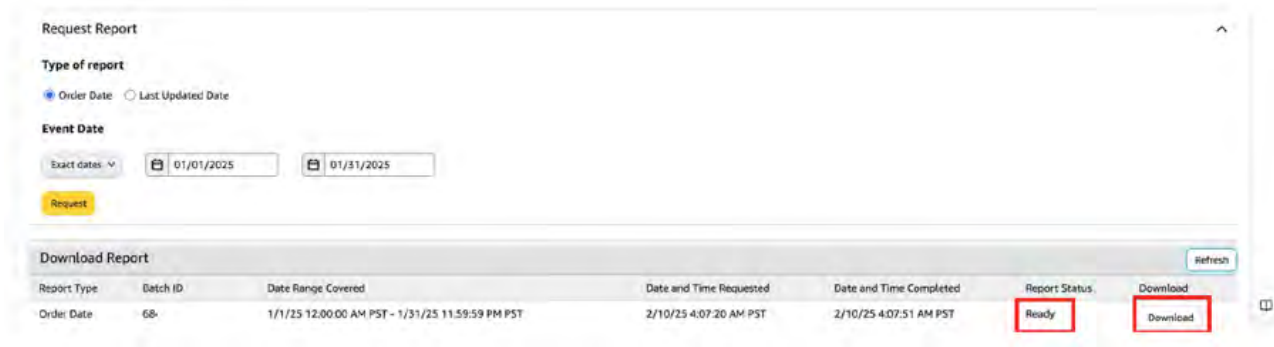 Request Report
Type of report
Order Date Last Updated Date
Event Date
Exact dates 01/01/2025 01/31/2025
Request
Download Report Refresh
Report Type Batch ID Date Range Covered Date and Time Requested Date and Time Completed Report Status Download
Order Date 68- 1/1/25 12:00:00 AM PST - 1/31/25 11:59:59 PM PST 2/10/25 4:07:20 AM PST 2/10/25 4:07:51 AM PST Ready Download